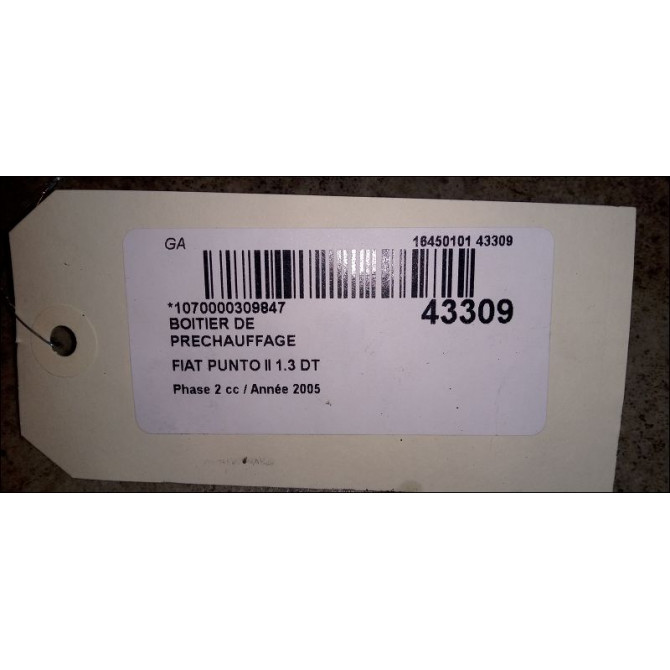 GA
16450101 43309
*1070000309847
43309
BOITIER DE
PRECHAUFFAGE
FIAT PUNTO II 1.3 DT
Phase 2 cc / Année 2005